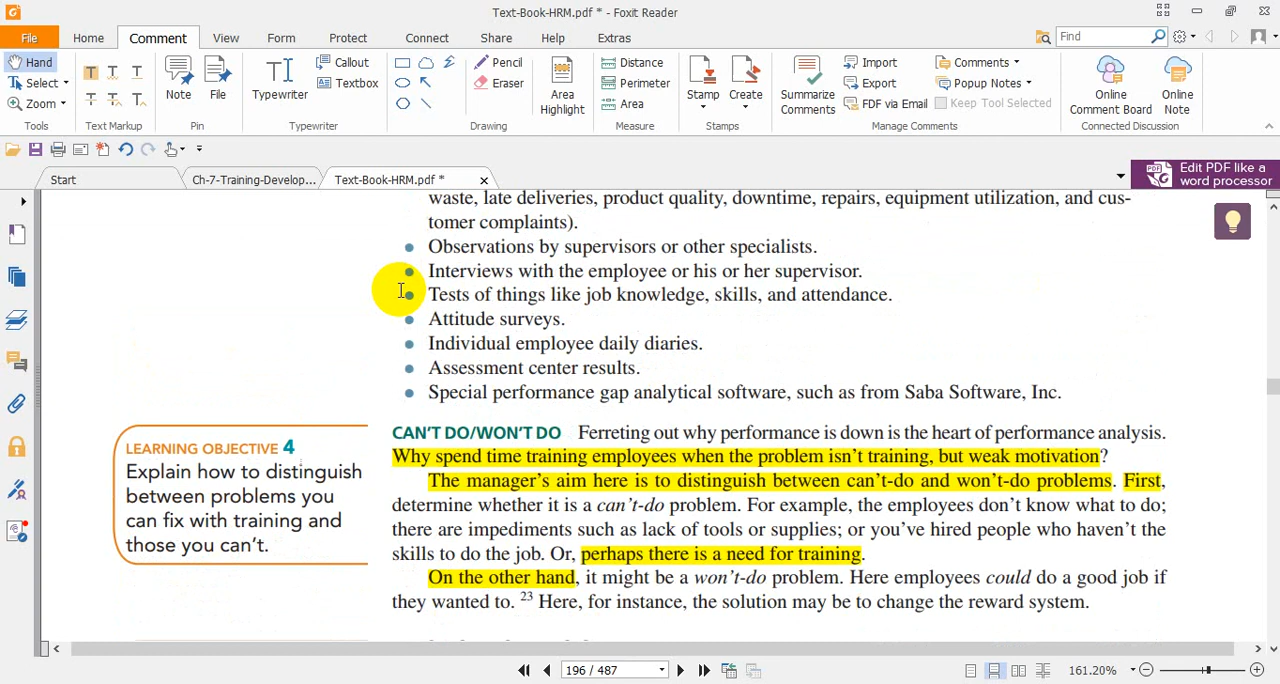 Text-Book-HRM.pdf * - Foxit Reader
File Home Comment View Form Protect Connect Share Help Extras Find
Hand
Select
Zoom
Tools
Text Markup
Note
File
Pin
Typewriter
Callout
Textbox
Typewriter
Pencil
Eraser
Area
Highlight
Drawing
Distance
Perimeter
Area
Measure
Stamp
Create
Stamps
Summarize
Comments
Import
Export
FDF via Email
Comments
Popup Notes
Keep Tool Selected
Manage Comments
Online
Comment Board
Online
Note
Connected Discussion
Start
Ch-7-Training-Develop...
Text-Book-HRM.pdf *
Edit PDF like a
word processor
waste, late deliveries, product quality, downtime, repairs, equipment utilization, and cus-
tomer complaints).
● Observations by supervisors or other specialists.
● Interviews with the employee or his or her supervisor.
● Tests of things like job knowledge, skills, and attendance.
● Attitude surveys.
● Individual employee daily diaries.
● Assessment center results.
● Special performance gap analytical software, such as from Saba Software, Inc.
LEARNING OBJECTIVE 4
Explain how to distinguish
between problems you
can fix with training and
those you can't.
CAN'T DO/WON'T DO Ferreting out why performance is down is the heart of performance analysis.
Why spend time training employees when the problem isn't training, but weak motivation?
The manager's aim here is to distinguish between can't-do and won't-do problems. First,
determine whether it is a can't-do problem. For example, the employees don't know what to do;
there are impediments such as lack of tools or supplies; or you've hired people who haven't the
skills to do the job. Or, perhaps there is a need for training.
On the other hand, it might be a won't-do problem. Here employees could do a good job if
they wanted to. 23 Here, for instance, the solution may be to change the reward system.
196 / 487
161.20%